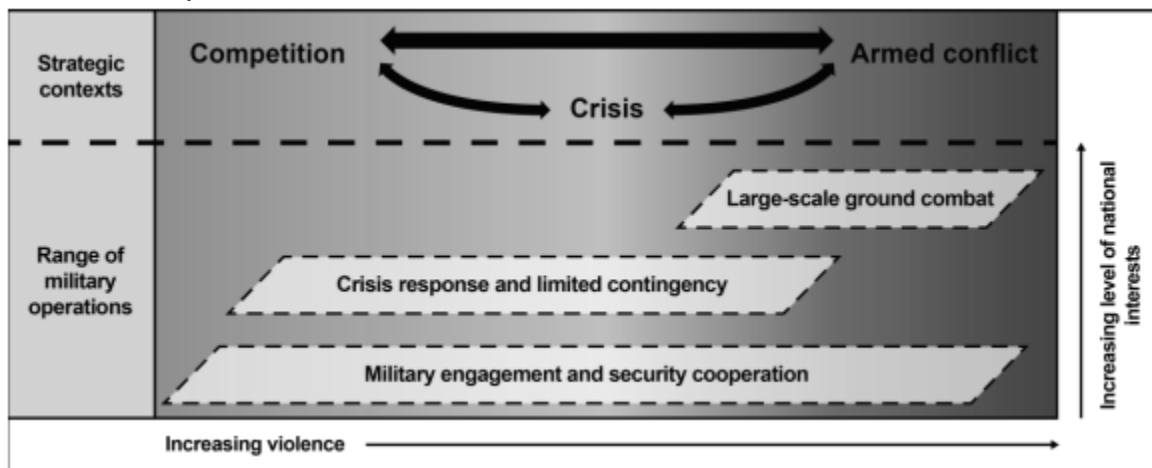 Strategic
contexts
Competition
Armed conflict
Crisis
Range of
military
operations
Large-scale ground combat
Crisis response and limited contingency
Military engagement and security cooperation
Increasing level of national
interests
Increasing violence